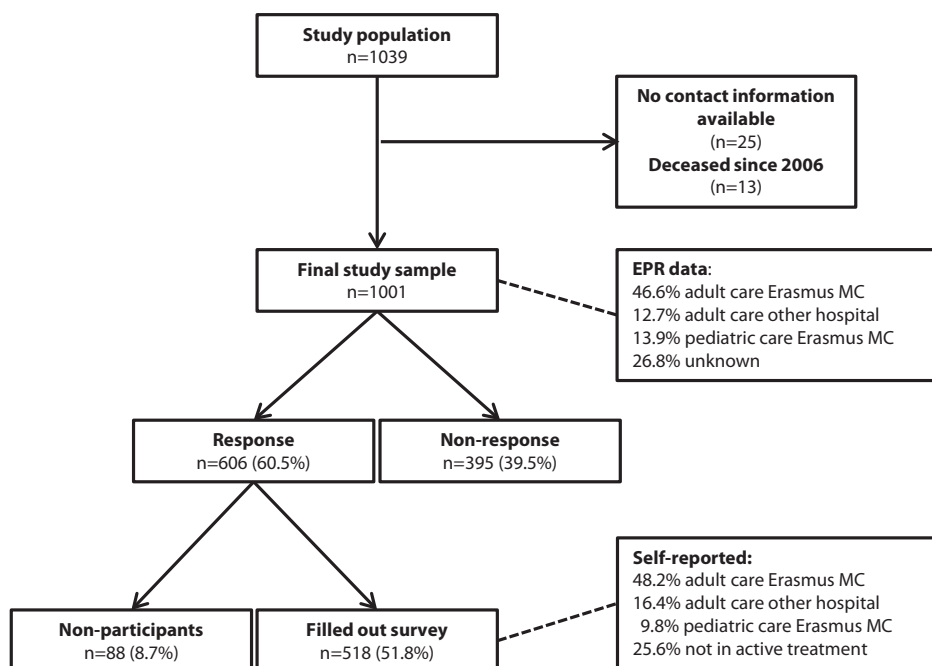 Study population
n=1039
No contact information
available
(n=25)
Deceased since 2006
(n=13)
Final study sample
n=1001
EPR data:
46.6% adult care Erasmus MC
12.7% adult care other hospital
13.9% pediatric care Erasmus MC
26.8% unknown
Response
n=606 (60.5%)
Non-response
n=395 (39.5%)
Self-reported:
48.2% adult care Erasmus MC
16.4% adult care other hospital
9.8% pediatric care Erasmus MC
25.6% not in active treatment
Non-participants
n=88 (8.7%)
Filled out survey
n=518 (51.8%)